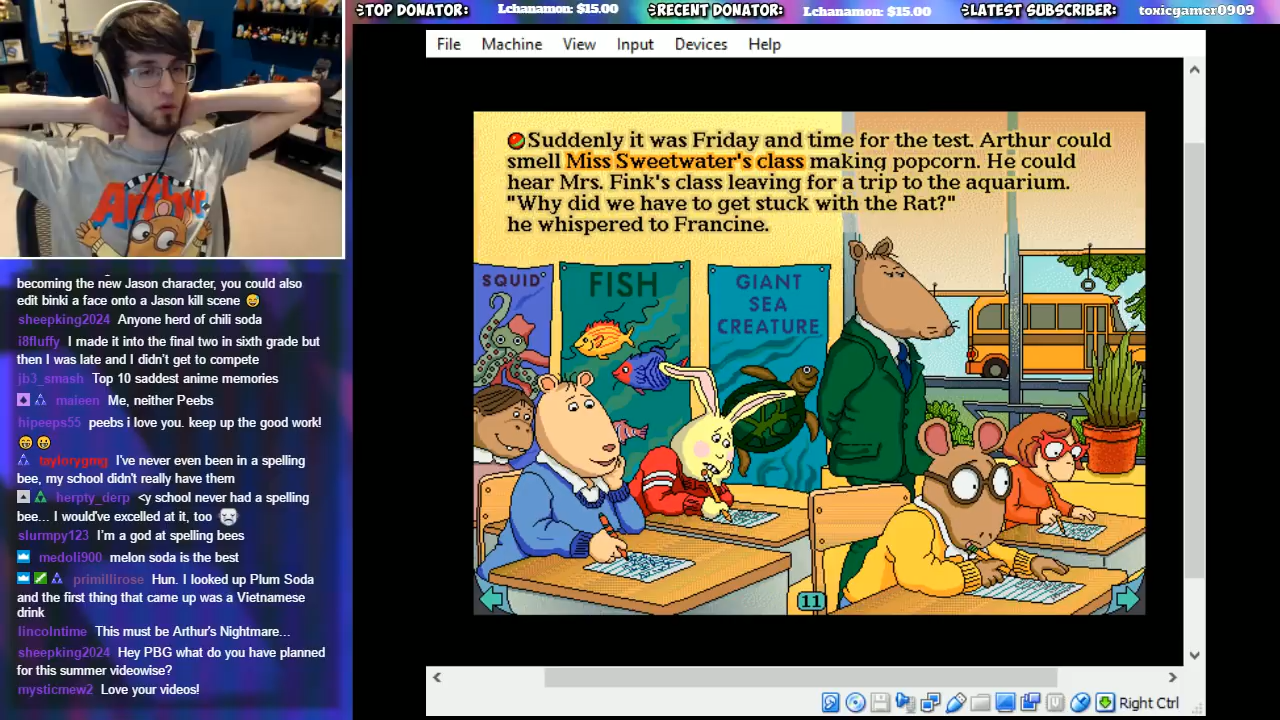 TOP DONATOR:
Lchanamon: $15.00
RECENT DONATOR:
Lchanamon: $15.00
LATEST SUBSCRIBER:
toxicgamer0909
File Machine View Input Devices Help
Arthur
becoming the new Jason character, you could also
edit binki a face onto a Jason kill scene
sheepking2024 Anyone herd of chili soda
i8fluffy I made it into the final two in sixth grade but
then I was late and I didn't get to compete
jb3_smash Top 10 saddest anime memories
maieen Me, neither Peebs
hipeeps55 peebs i love you. keep up the good work!
taylorygmg I've never even been in a spelling
bee, my school didn't really have them
herpty_derp <y school never had a spelling
bee... I would've excelled at it, too
slurmpy123 I'm a god at spelling bees
medoli900 melon soda is the best
primillirose Hun. I looked up Plum Soda
and the first thing that came up was a Vietnamese
drink
lincolntime This must be Arthur's Nightmare...
sheepking2024 Hey PBG what do you have planned
for this summer videowise?
mysticmew2 Love your videos!
Suddenly it was Friday and time for the test. Arthur could
smell Miss Sweetwater's class making popcorn. He could
hear Mrs. Fink's class leaving for a trip to the aquarium.
"Why did we have to get stuck with the Rat?"
he whispered to Francine.
SQUID
FISH
GIANT
SEA
CREATURE
11
Right Ctrl